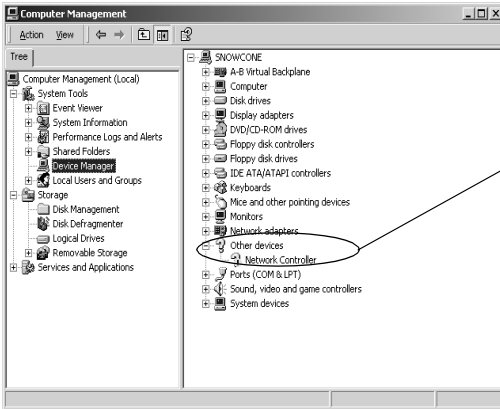 Computer Management
Action View
Tree
Computer Management (Local)
System Tools
Event Viewer
System Information
Performance Logs and Alerts
Shared Folders
Device Manager
Local Users and Groups
Storage
Disk Management
Disk Defragmenter
Logical Drives
Removable Storage
Services and Applications
SNOWCONE
A-B Virtual Backplane
Computer
Disk drives
Display adapters
DVD/CD-ROM drives
Floppy disk controllers
Floppy disk drives
IDE ATA/ATAPI controllers
Keyboards
Mice and other pointing devices
Monitors
Network adapters
Other devices
Network Controller
Ports (COM & LPT)
Sound, video and game controllers
System devices